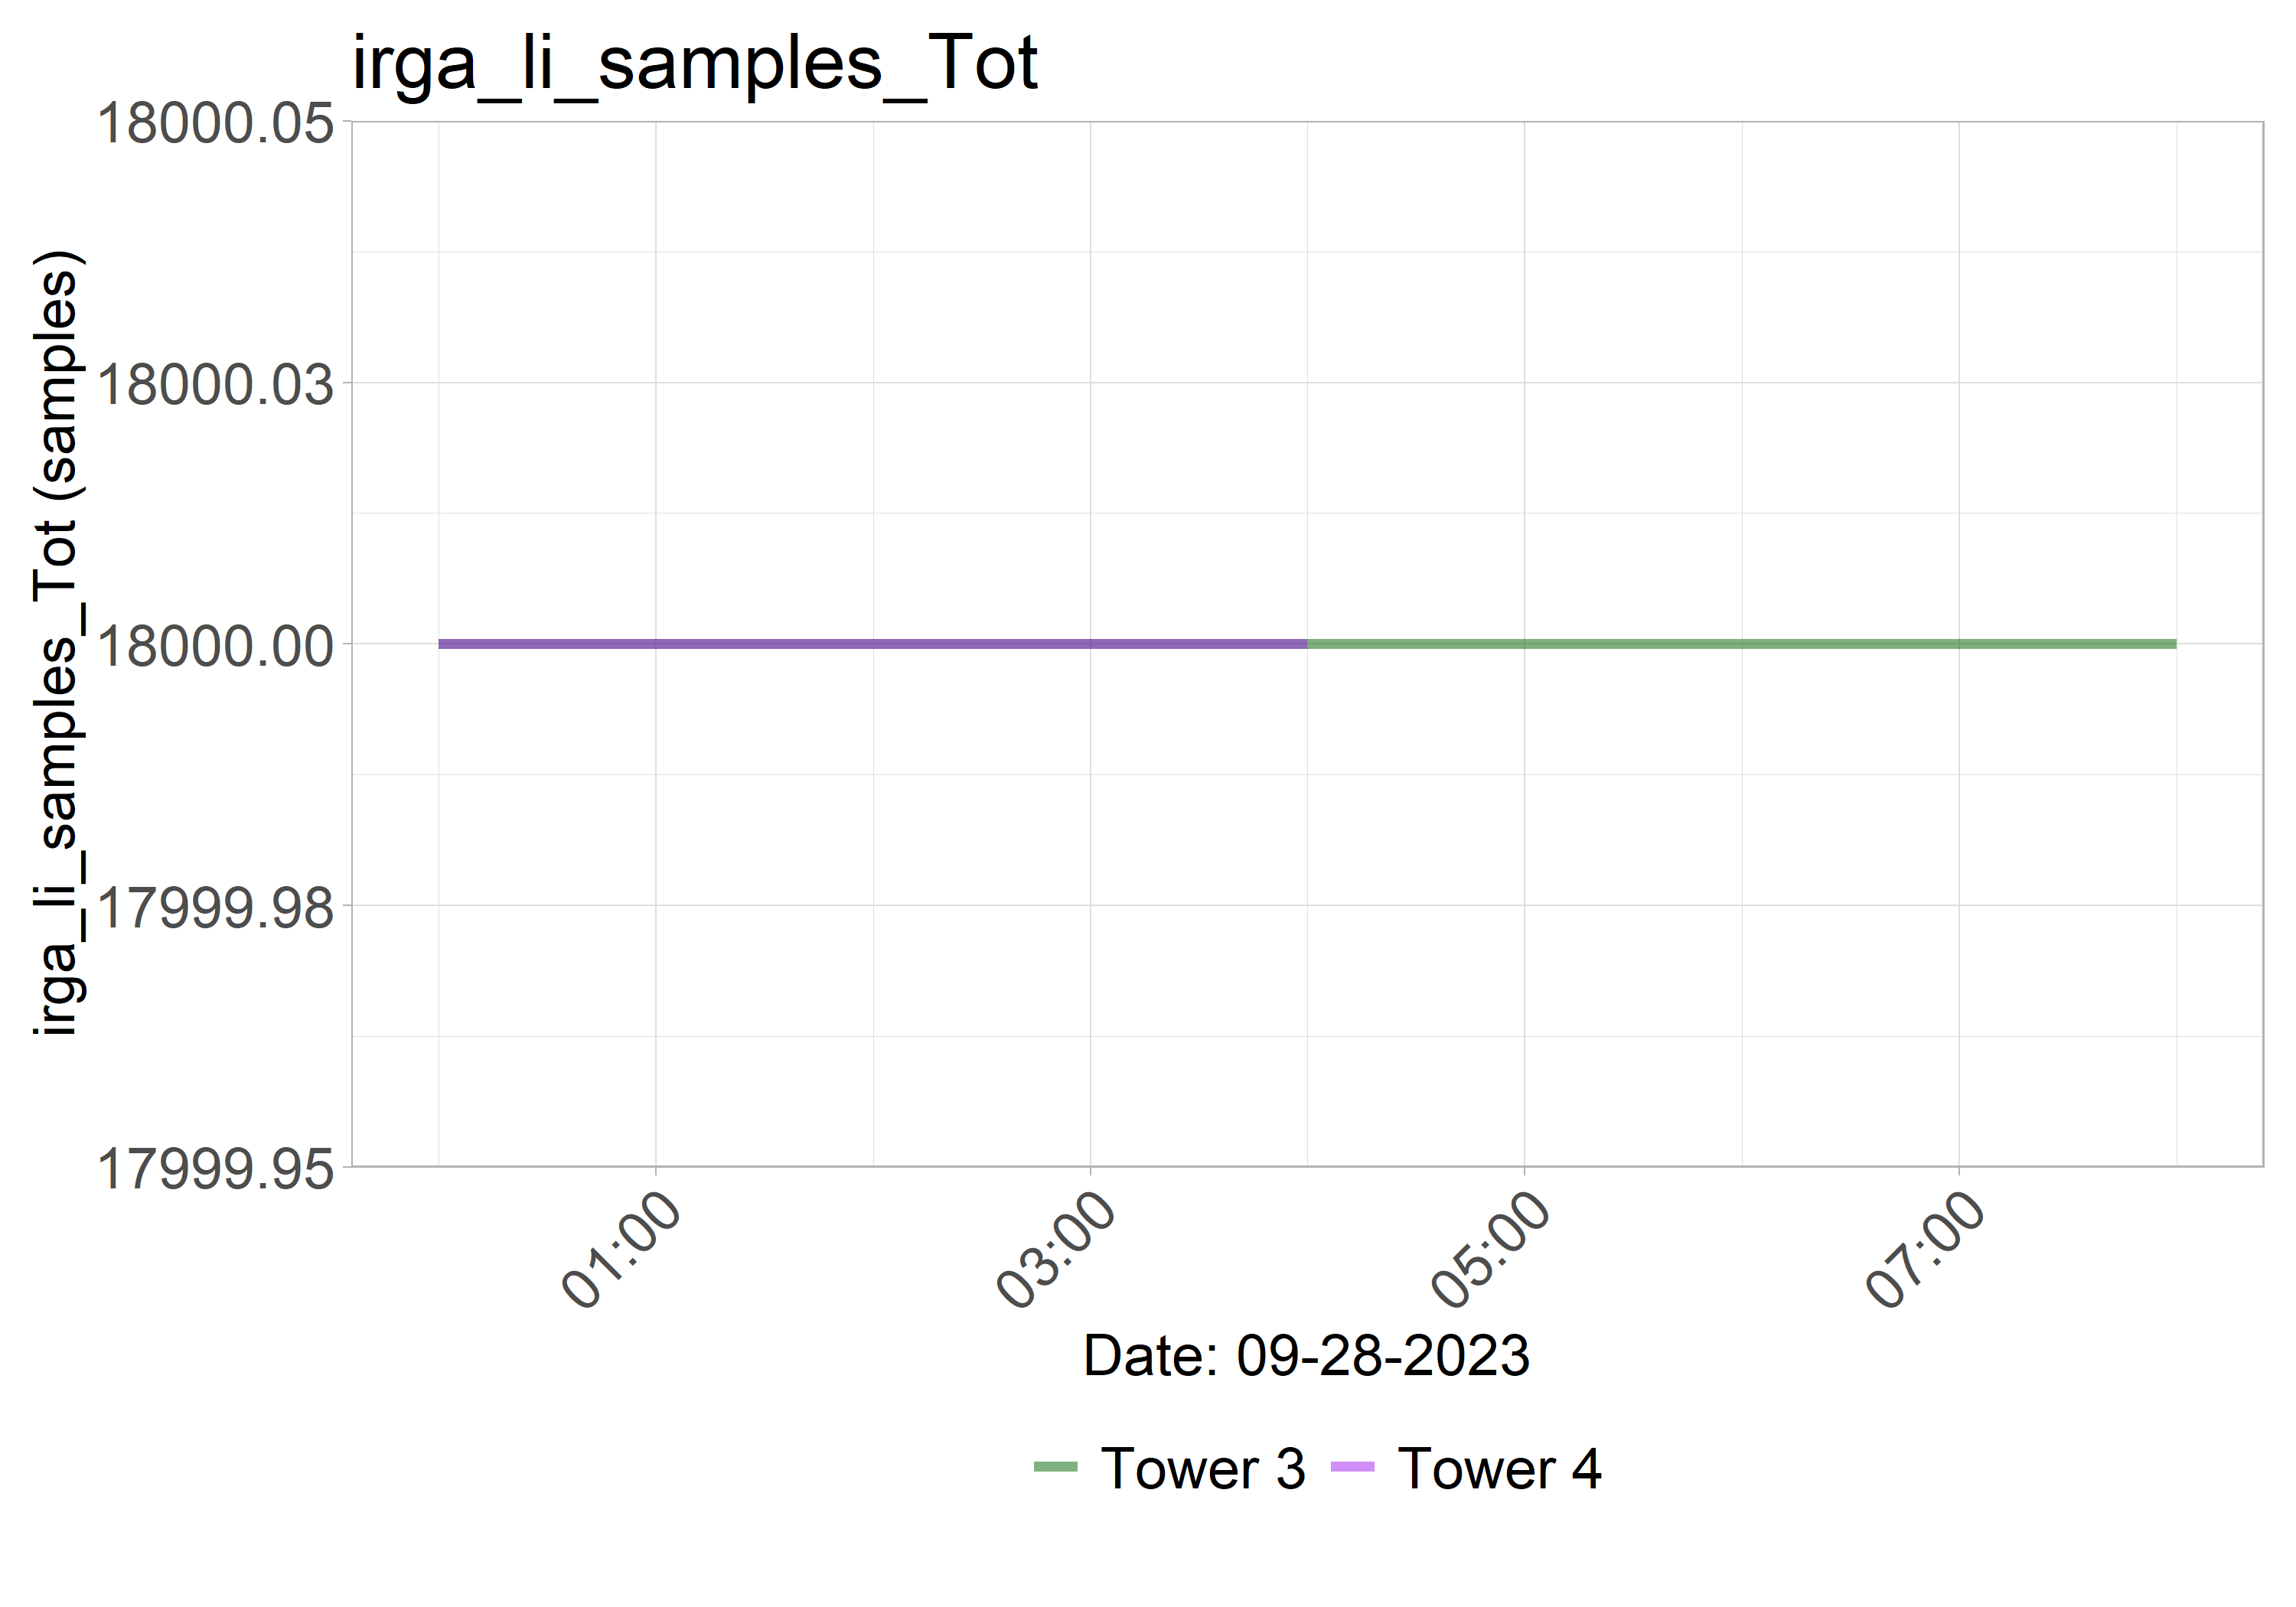 irga_li_samples_Tot
irga_li_samples_Tot (samples)
18000.05
18000.03
18000.00
17999.98
17999.95
01:00
03:00
05:00
07:00
Date: 09-28-2023
Tower 3
Tower 4